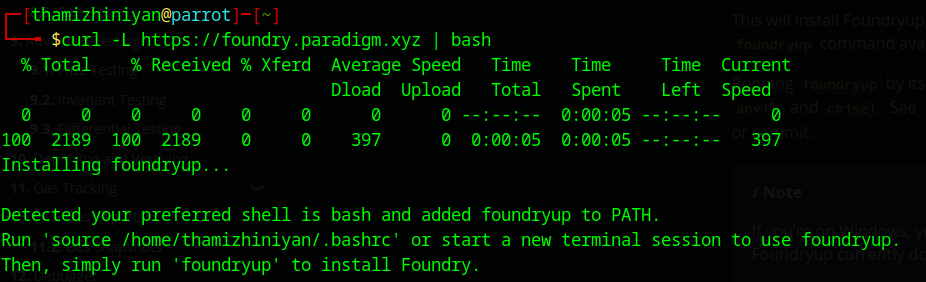 ┌─[thamizhiniyan@parrot]─[~]
└──╼ $curl -L https://foundry.paradigm.xyz | bash
  % Total    % Received % Xferd  Average Speed   Time    Time     Time  Current
                                 Dload  Upload   Total   Spent    Left  Speed
  0     0    0     0    0     0      0      0 --:--:--  0:00:05 --:--:--     0
100  2189  100  2189    0     0    397      0  0:00:05  0:00:05 --:--:--   397
Installing foundryup...
Detected your preferred shell is bash and added foundryup to PATH.
Run 'source /home/thamizhiniyan/.bashrc' or start a new terminal session to use foundryup.
Then, simply run 'foundryup' to install Foundry.
This will install Foundryup
foundryup command ava
9.2. Invariant Testing
foundryup by its
and chisel. See
11. Gas Tracking
Note
Foundryup currently do